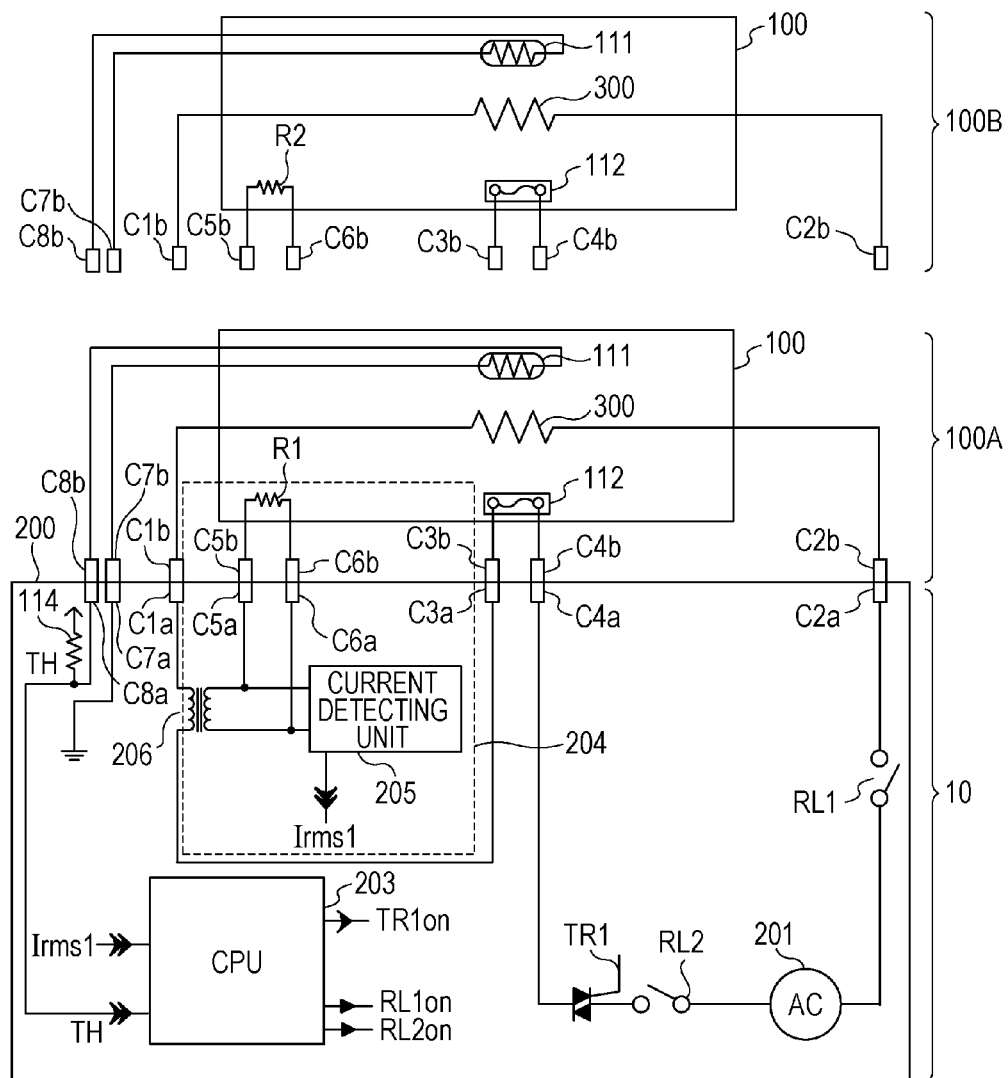 111
100
300
100B
R2
112
C7b
C8b
C1b
C5b
C6b
C3b
C4b
C2b
100
111
300
100A
R1
C8b
C7b
112
200
C1b
C5b
C6b
C3b
C4b
C2b
114
C1a
C5a
C6a
C3a
C4a
C2a
TH
C7a
C8a
CURRENT
DETECTING
UNIT
206
204
205
RL1
10
Irms1
203
TR1on
TR1
RL2
201
Irms1
CPU
AC
RL1on
TH
RL2on